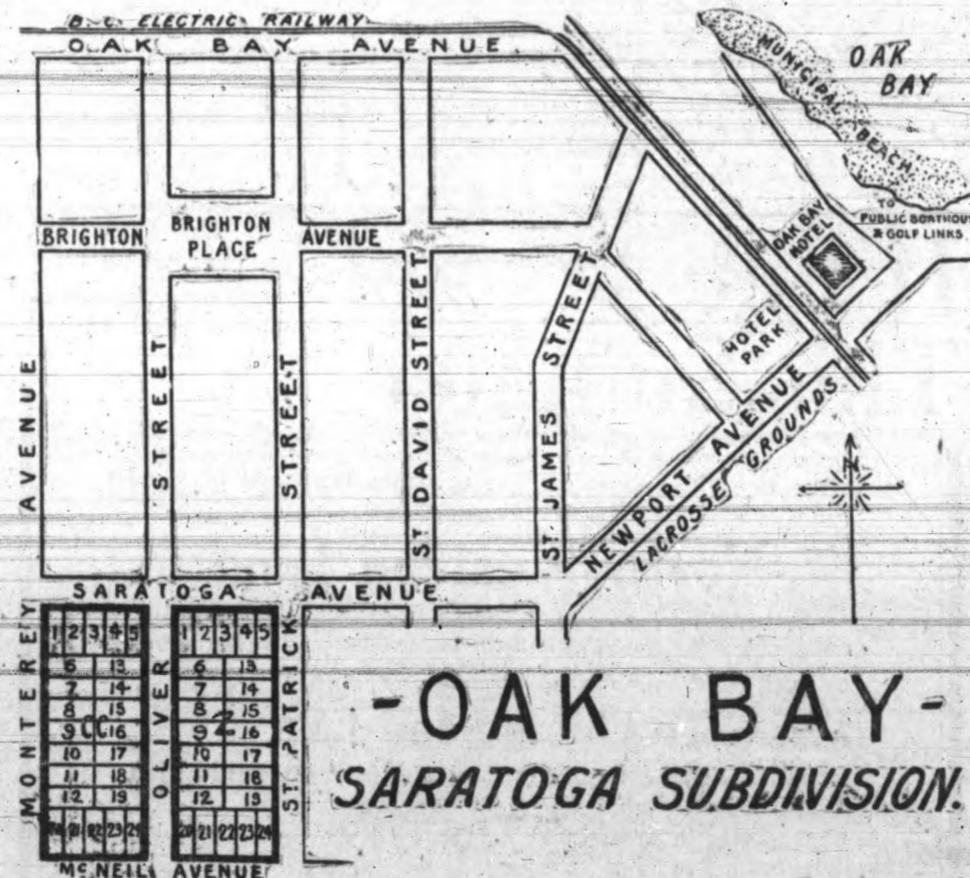 B. C. ELECTRIC RAILWAY
OAK BAY AVENUE
OAK
BAY
MUNICIPAL BEACH
TO
PUBLIC BOATHOUSE
& GOLF LINKS
OAK BAY
HOTEL
BRIGHTON
BRIGHTON
PLACE
AVENUE
HOTEL
PARK
MONTEREY AVENUE
OLIVER STREET
ST. PATRICK STREET
ST DAVID STREET
ST JAMES STREET
NEWPORT AVENUE
LACROSSE GROUNDS
N
SARATOGA AVENUE
1 2 3 4 5
6 13
7 14
8 15
9 CC 16
10 17
11 18
12 19
20 21 22 23 24
1 2 3 4 5
6 13
7 14
8 15
9 Z 16
10 17
11 18
12 19
20 21 22 23 24
McNEIL AVENUE
-OAK BAY-
SARATOGA SUBDIVISION.